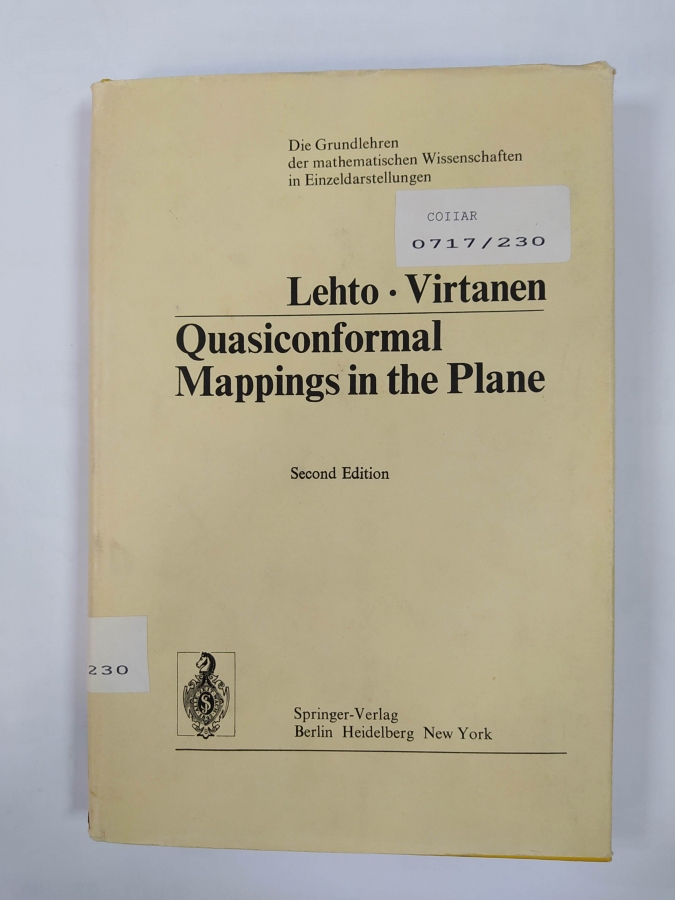 Die Grundlehren
der mathematischen Wissenschaften
in Einzeldarstellungen
COIIAR
0717/230
Lehto · Virtanen
Quasiconformal
Mappings in the Plane
Second Edition
230
Springer-Verlag
Berlin Heidelberg New York